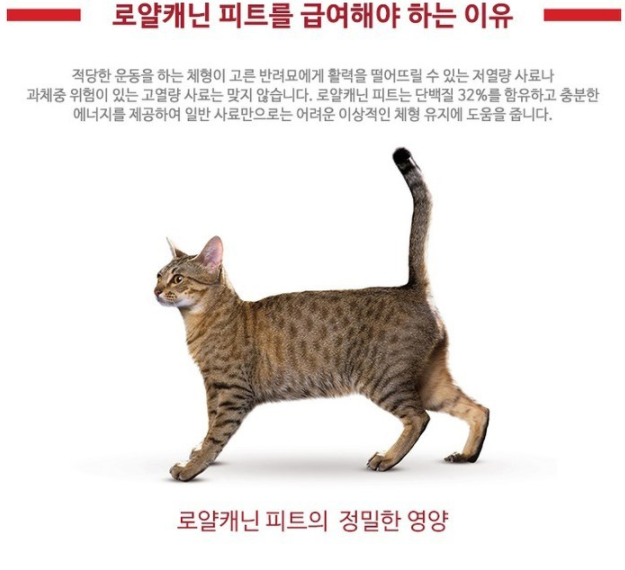 로얄캐닌 피트를 급여해야 하는 이유
적당한 운동을 하는 체형이 고른 반려묘에게 활력을 떨어뜨릴 수 있는 저열량 사료나
과체중 위험이 있는 고열량 사료는 맞지 않습니다. 로얄캐닌 피트는 단백질 32%를 함유하고 충분한
에너지를 제공하여 일반 사료만으로는 어려운 이상적인 체형 유지에 도움을 줍니다.
로얄캐닌 피트의 정밀한 영양